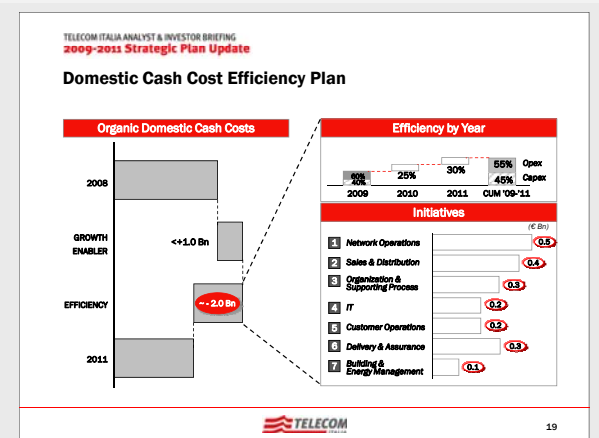 TELECOM ITALIA ANALYST & INVESTOR BRIEFING
2009-2011 Strategic Plan Update
Domestic Cash Cost Efficiency Plan
Organic Domestic Cash Costs
2008
GROWTH
ENABLER
<+1.0 Bn
EFFICIENCY
~ - 2.0 Bn
2011
Efficiency by Year
60%
40%
25%
30%
55%
45%
Opex
Capex
2009
2010
2011
CUM '09-'11
Initiatives
(€ Bn)
1 Network Operations 0.5
2 Sales & Distribution 0.4
3 Organization &
Supporting Process 0.3
4 IT 0.2
5 Customer Operations 0.2
6 Delivery & Assurance 0.3
7 Building &
Energy Management 0.1
TELECOM
ITALIA
19